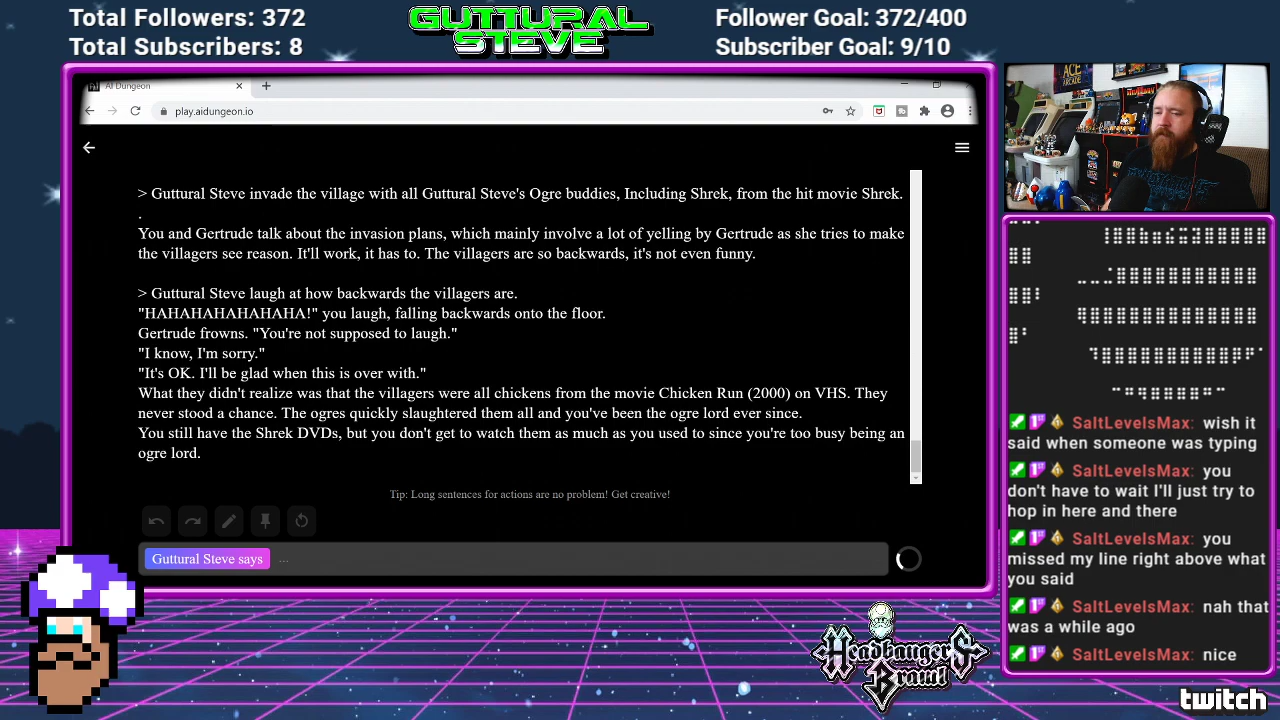 Total Followers: 372
Total Subscribers: 8
GUTTURAL
STEVE
Follower Goal: 372/400
Subscriber Goal: 9/10
AI Dungeon
play.aidungeon.io
> Guttural Steve invade the village with all Guttural Steve's Ogre buddies, Including Shrek, from the hit movie Shrek.
.
You and Gertrude talk about the invasion plans, which mainly involve a lot of yelling by Gertrude as she tries to make
the villagers see reason. It'll work, it has to. The villagers are so backwards, it's not even funny.
> Guttural Steve laugh at how backwards the villagers are.
"HAHAHAHAHAHAHA!" you laugh, falling backwards onto the floor.
Gertrude frowns. "You're not supposed to laugh."
"I know, I'm sorry."
"It's OK. I'll be glad when this is over with."
What they didn't realize was that the villagers were all chickens from the movie Chicken Run (2000) on VHS. They
never stood a chance. The ogres quickly slaughtered them all and you've been the ogre lord ever since.
You still have the Shrek DVDs, but you don't get to watch them as much as you used to since you're too busy being an
ogre lord.
Tip: Long sentences for actions are no problem! Get creative!
Guttural Steve says ...
ACE
ARCADE
SaltLevelsMax: wish it
said when someone was typing
SaltLevelsMax: you
don't have to wait I'll just try to
hop in here and there
SaltLevelsMax: you
missed my line right above what
you said
SaltLevelsMax: nah that
was a while ago
SaltLevelsMax: nice
Headbangers
Brawl
twitch